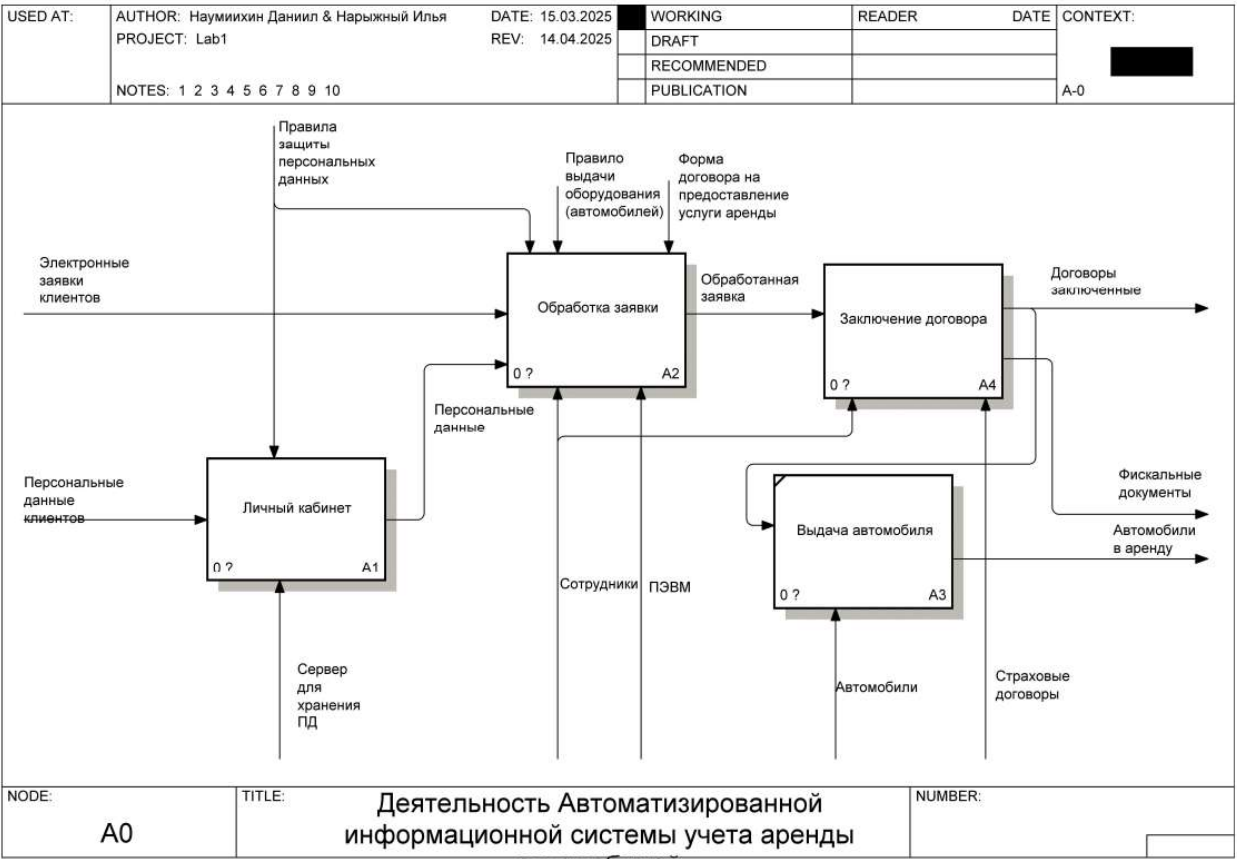 USED AT:
AUTHOR: Наумиихин Даниил & Нарыжный Илья
DATE: 15.03.2025
WORKING
READER
DATE
CONTEXT:
PROJECT: Lab1
REV: 14.04.2025
DRAFT
RECOMMENDED
NOTES: 1 2 3 4 5 6 7 8 9 10
PUBLICATION
A-0
Правила
защиты
персональных
данных
Правило
выдачи
оборудования
(автомобилей)
Форма
договора на
предоставление
услуги аренды
Электронные
заявки
клиентов
Обработка заявки
0 ?
A2
Обработанная
заявка
Заключение договора
0 ?
A4
Договоры
заключенные
Персональные
данные
Персональные
данные
клиентов
Личный кабинет
0 ?
A1
Выдача автомобиля
0 ?
A3
Фискальные
документы
Автомобили
в аренду
Сотрудники
ПЭВМ
Сервер
для
хранения
ПД
Автомобили
Страховые
договоры
NODE:
A0
TITLE:
Деятельность Автоматизированной
информационной системы учета аренды
NUMBER: